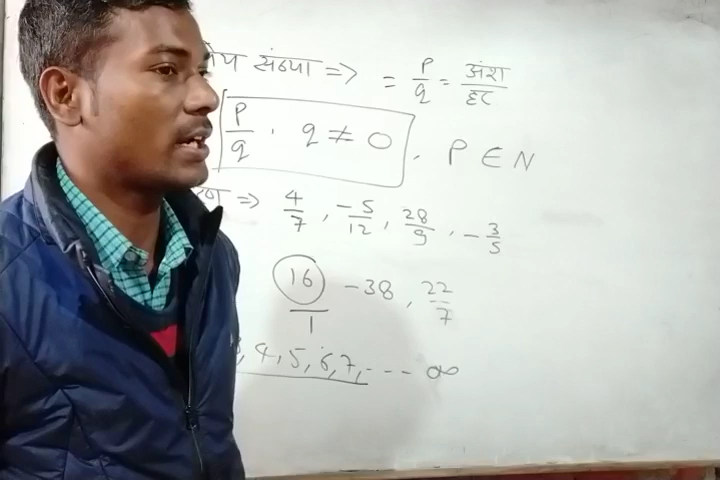 संख्या => = P/q = अंश/हर
P/q . q ≠ 0 . P ∈ N
=> 4/7 , -5/12 , 28/9 , - 3/5
16/1 -38 , 22/7
, 4, 5, 6, 7, --- ∞